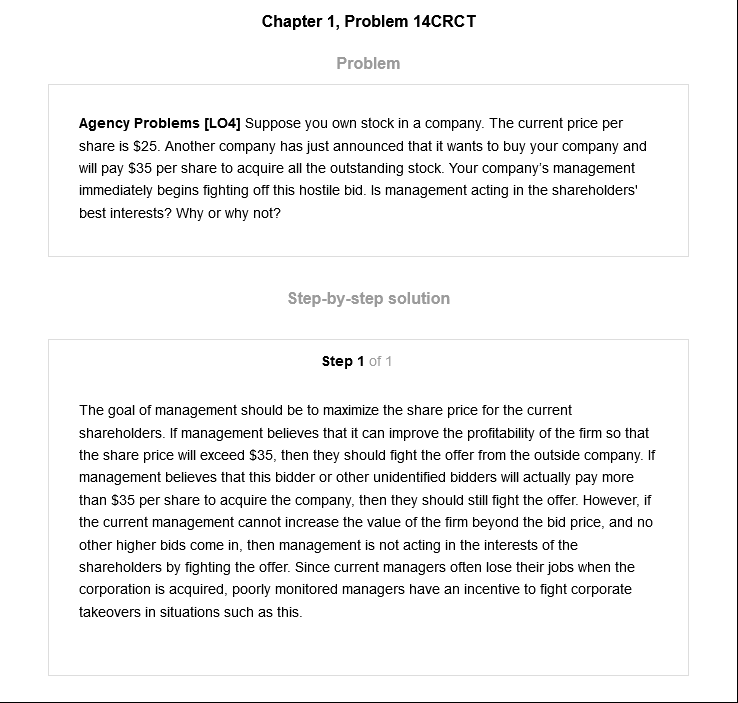 Chapter 1, Problem 14CRCT
Problem
Agency Problems [LO4] Suppose you own stock in a company. The current price per
share is $25. Another company has just announced that it wants to buy your company and
will pay $35 per share to acquire all the outstanding stock. Your company's management
immediately begins fighting off this hostile bid. Is management acting in the shareholders'
best interests? Why or why not?
Step-by-step solution
Step 1 of 1
The goal of management should be to maximize the share price for the current
shareholders. If management believes that it can improve the profitability of the firm so that
the share price will exceed $35, then they should fight the offer from the outside company. If
management believes that this bidder or other unidentified bidders will actually pay more
than $35 per share to acquire the company, then they should still fight the offer. However, if
the current management cannot increase the value of the firm beyond the bid price, and no
other higher bids come in, then management is not acting in the interests of the
shareholders by fighting the offer. Since current managers often lose their jobs when the
corporation is acquired, poorly monitored managers have an incentive to fight corporate
takeovers in situations such as this.